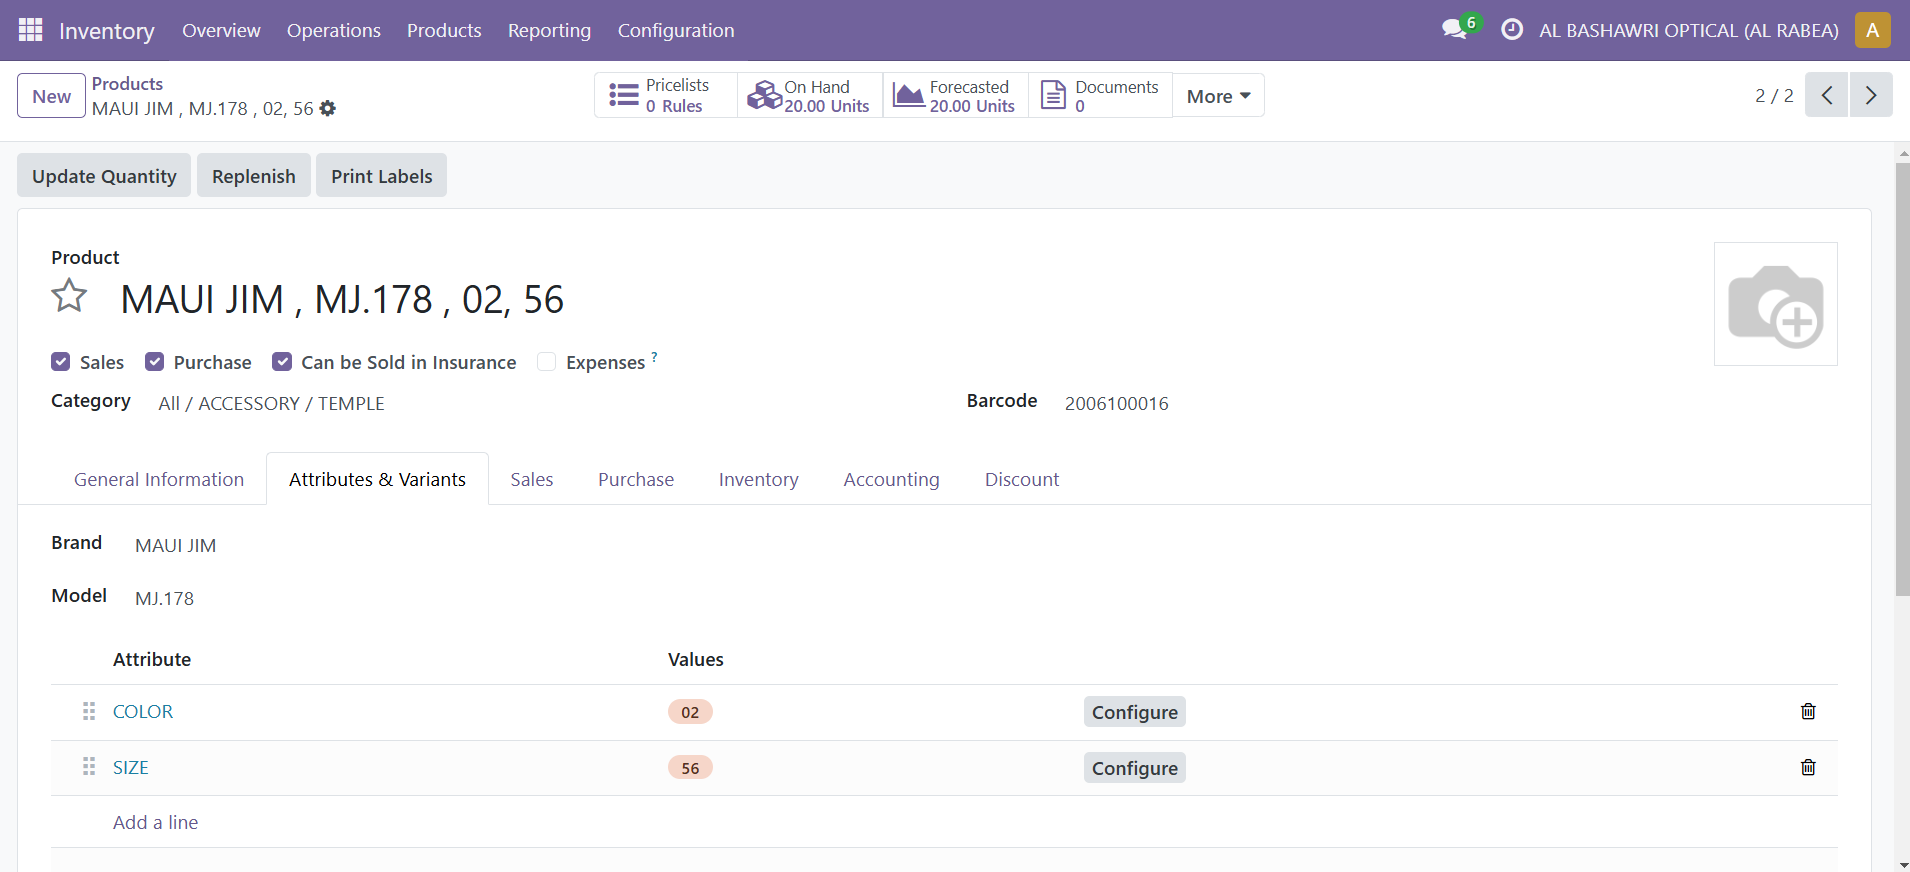 Inventory Overview Operations Products Reporting Configuration 6 AL BASHAWRI OPTICAL (AL RABEA) A
New Products
MAUI JIM , MJ.178 , 02, 56
Pricelists
0 Rules
On Hand
20.00 Units
Forecasted
20.00 Units
Documents
0
More
2 / 2
Update Quantity Replenish Print Labels
Product
MAUI JIM , MJ.178 , 02, 56
Sales Purchase Can be Sold in Insurance Expenses ?
Category All / ACCESSORY / TEMPLE Barcode 2006100016
General Information Attributes & Variants Sales Purchase Inventory Accounting Discount
Brand MAUI JIM
Model MJ.178
Attribute Values
COLOR 02 Configure
SIZE 56 Configure
Add a line